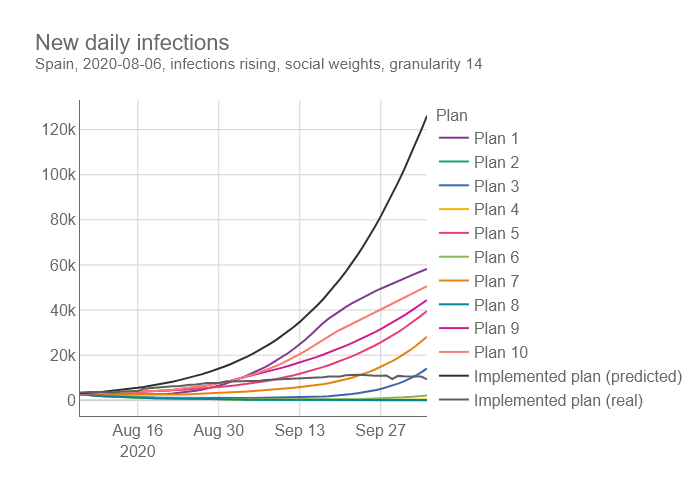 New daily infections
Spain, 2020-08-06, infections rising, social weights, granularity 14
120k
100k
80k
60k
40k
20k
0
Aug 16
2020
Aug 30
Sep 13
Sep 27
Plan
Plan 1
Plan 2
Plan 3
Plan 4
Plan 5
Plan 6
Plan 7
Plan 8
Plan 9
Plan 10
Implemented plan (predicted)
Implemented plan (real)